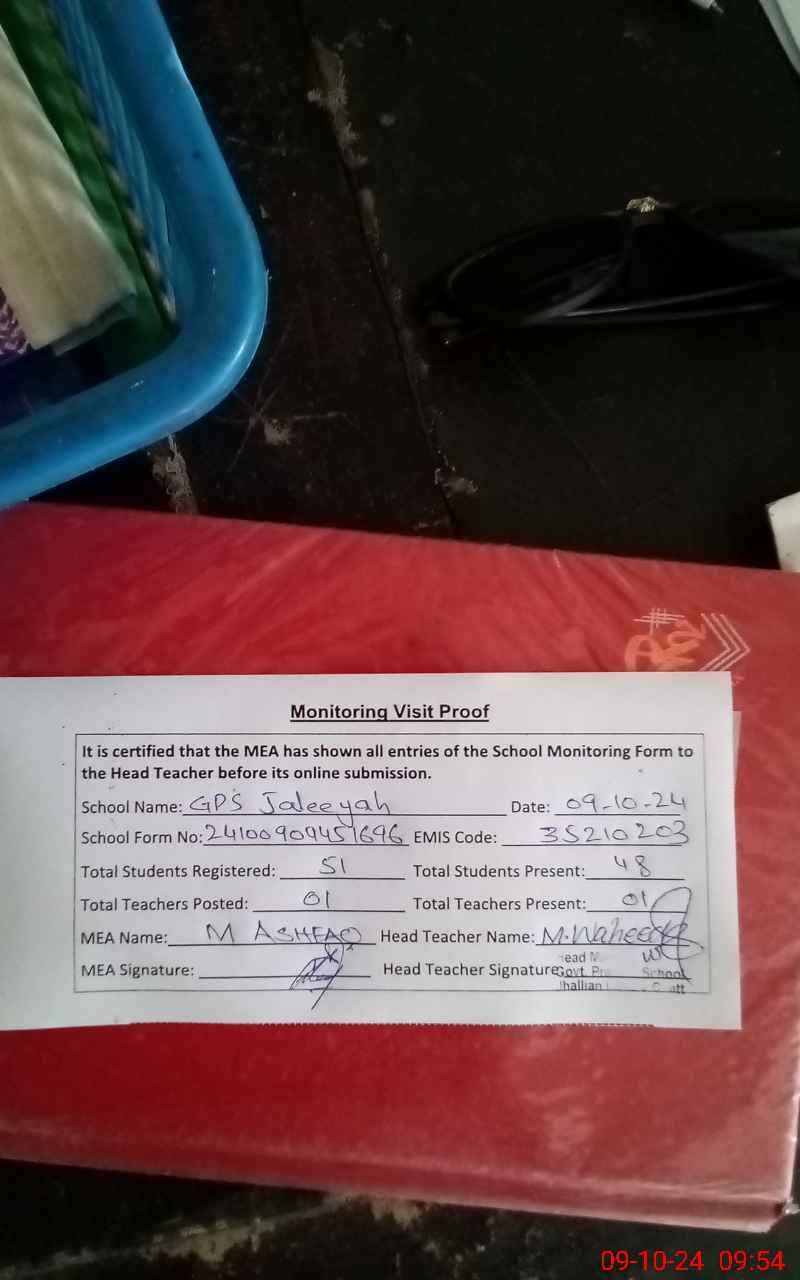 Monitoring Visit Proof
It is certified that the MEA has shown all entries of the School Monitoring Form to
the Head Teacher before its online submission.
School Name: GPS Jaleeyah Date: 09-10-24
School Form No: 24100909451696 EMIS Code: 35210203
Total Students Registered: 51 Total Students Present: 48
Total Teachers Posted: 01 Total Teachers Present: 01
MEA Name: M ASHFAQ Head Teacher Name: M. Waheed
MEA Signature: Head Teacher Signature:
Govt. School
09-10-24 09:54